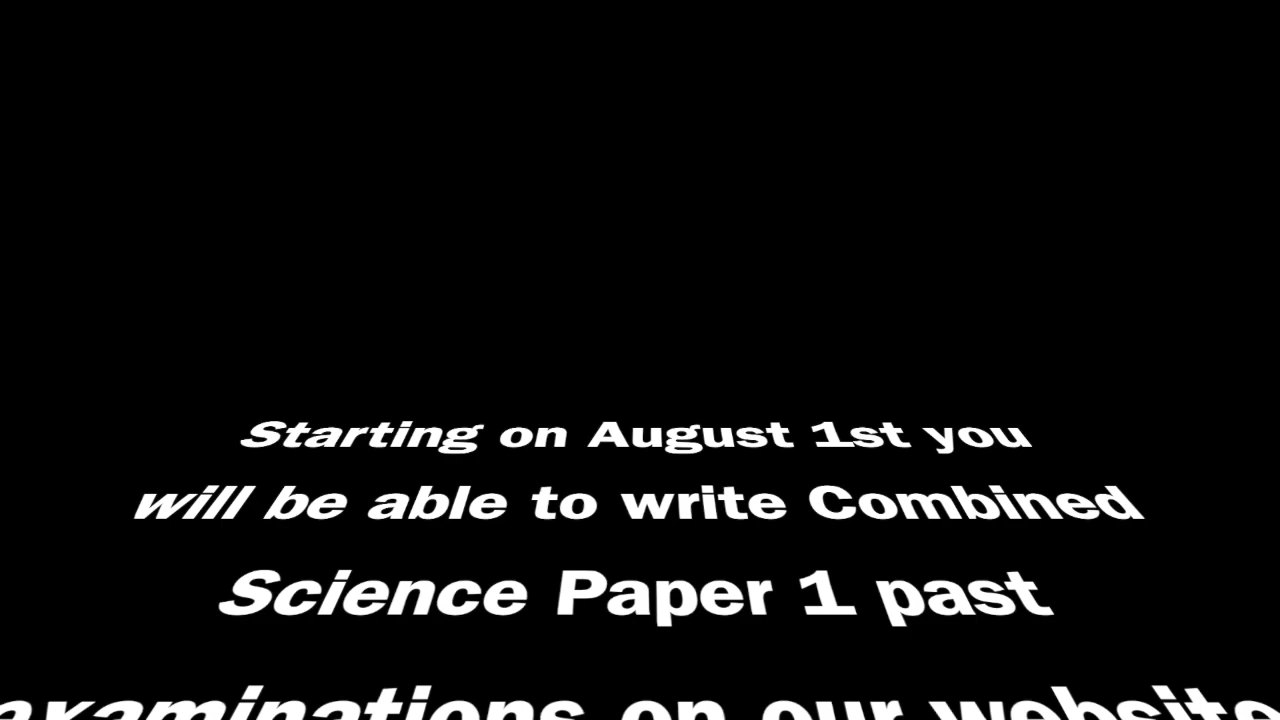 Starting on August 1st you
will be able to write Combined
Science Paper 1 past
examinations on our website